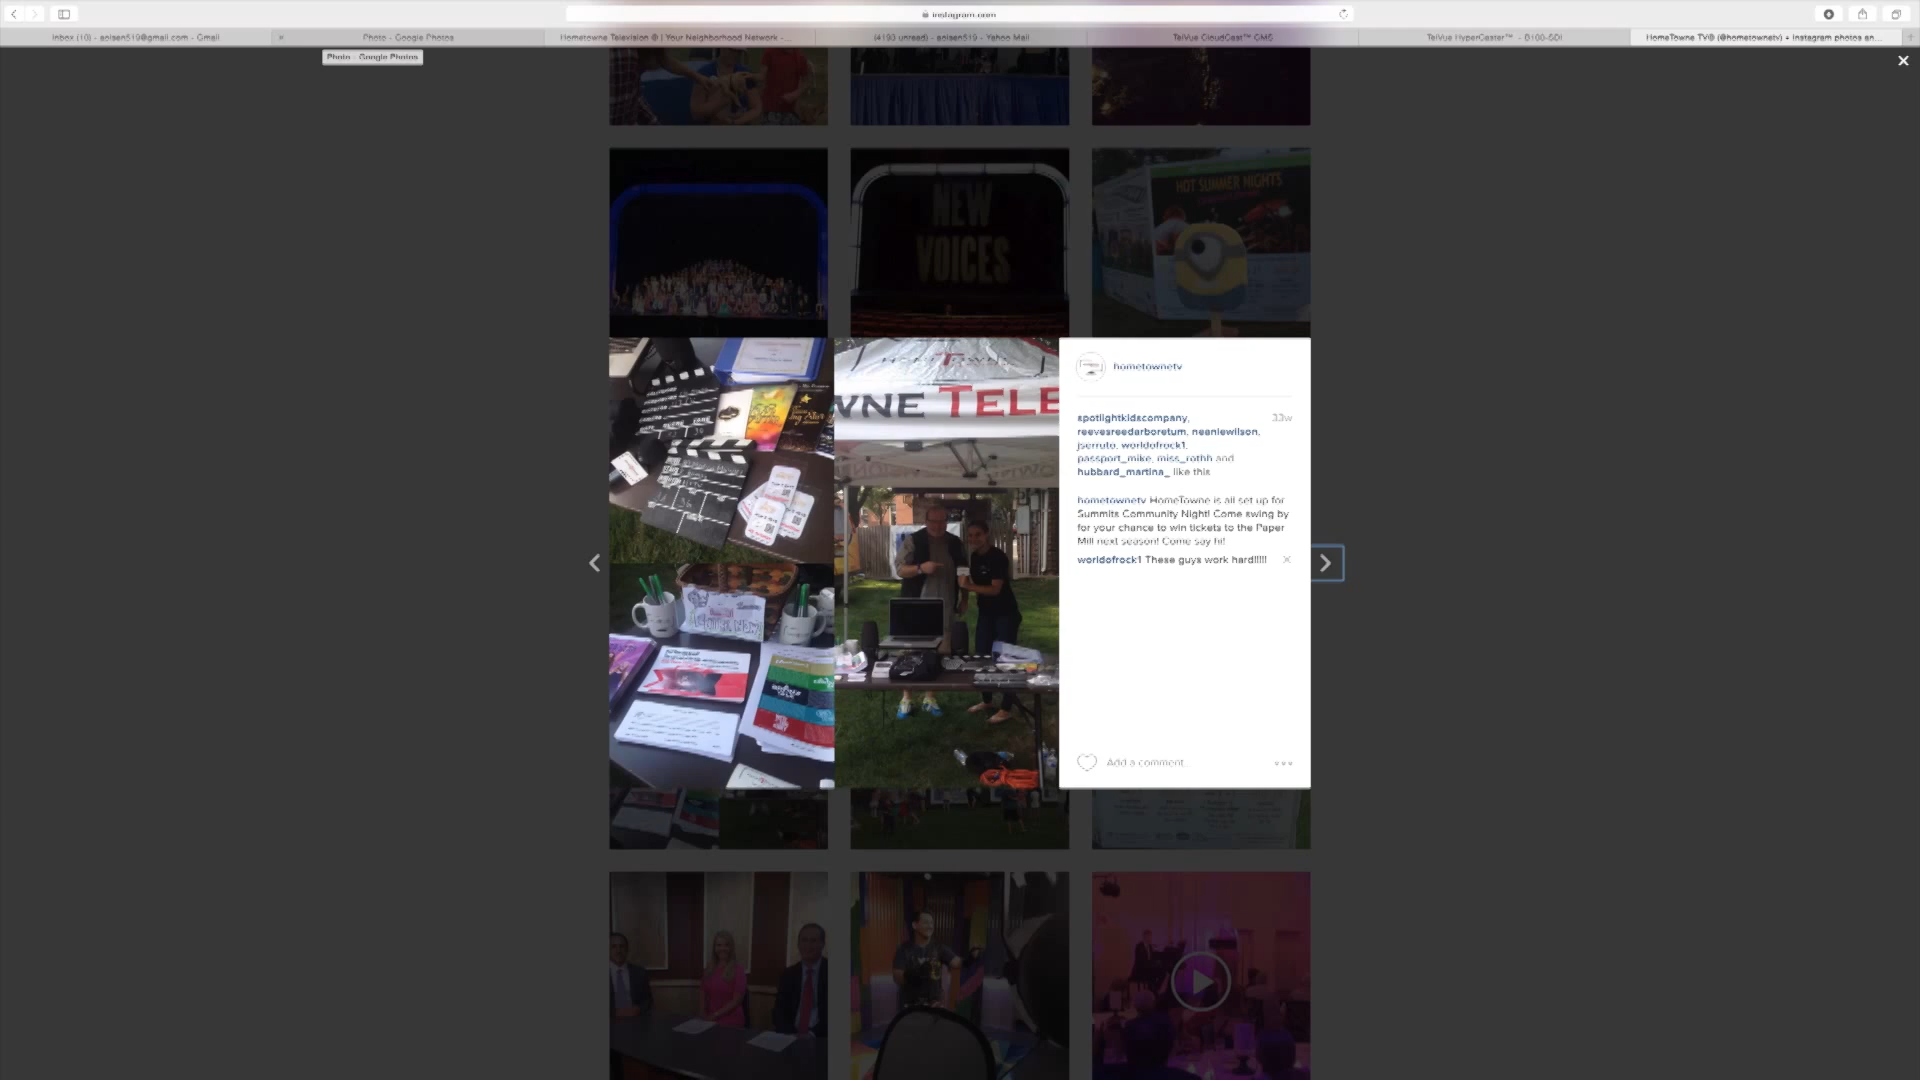 instagram.com
Inbox (10) - aolsen519@gmail.com - Gmail
Photo - Google Photos
Hometowne Television ® | Your Neighborhood Network -...
(4193 unread) - aolsen519 - Yahoo Mail
TelVue CloudCast™ CMS
TelVue HyperCaster™ - B100-SDI
HomeTowne TV® (@hometownetv) • Instagram photos an...
Photo - Google Photos
NEW
VOICES
HOT SUMMER NIGHTS
WNE TELE
hometownetv
spotlightkidscompany, 33w
reevesreedarboretum, neaniewilson,
jserruto, worldofrock1,
passport_mike, miss_rothh and
hubbard_martina_ like this
hometownetv HomeTowne is all set up for
Summits Community Night! Come swing by
for your chance to win tickets to the Paper
Mill next season! Come say hi!
worldofrock1 These guys work hard!!!!!
Add a comment...